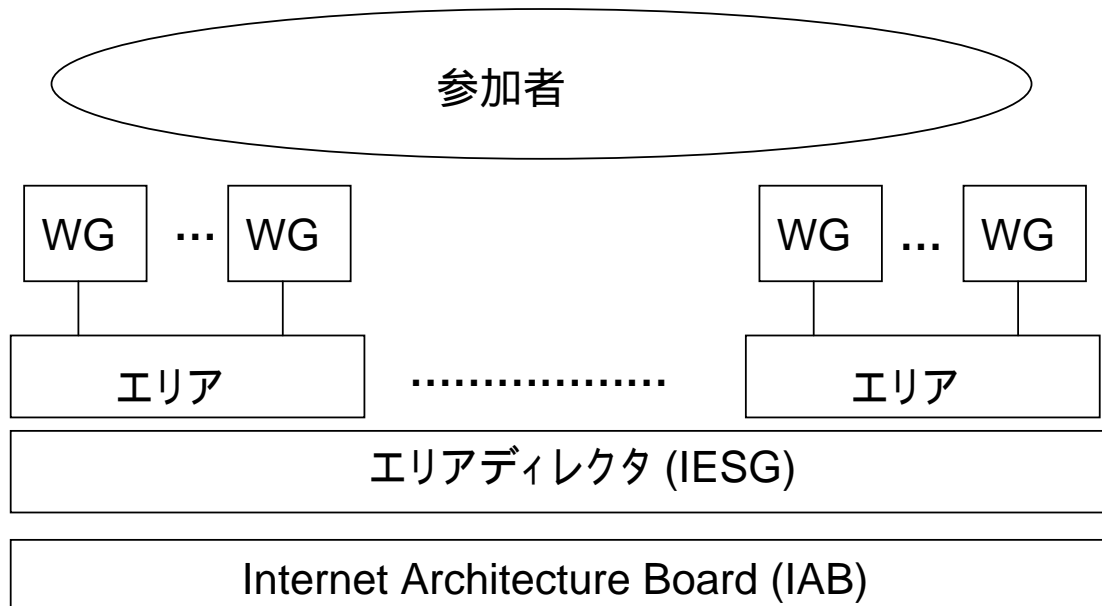 参加者
WG ... WG WG ... WG
エリア .................. エリア
エリアディレクタ (IESG)
Internet Architecture Board (IAB)